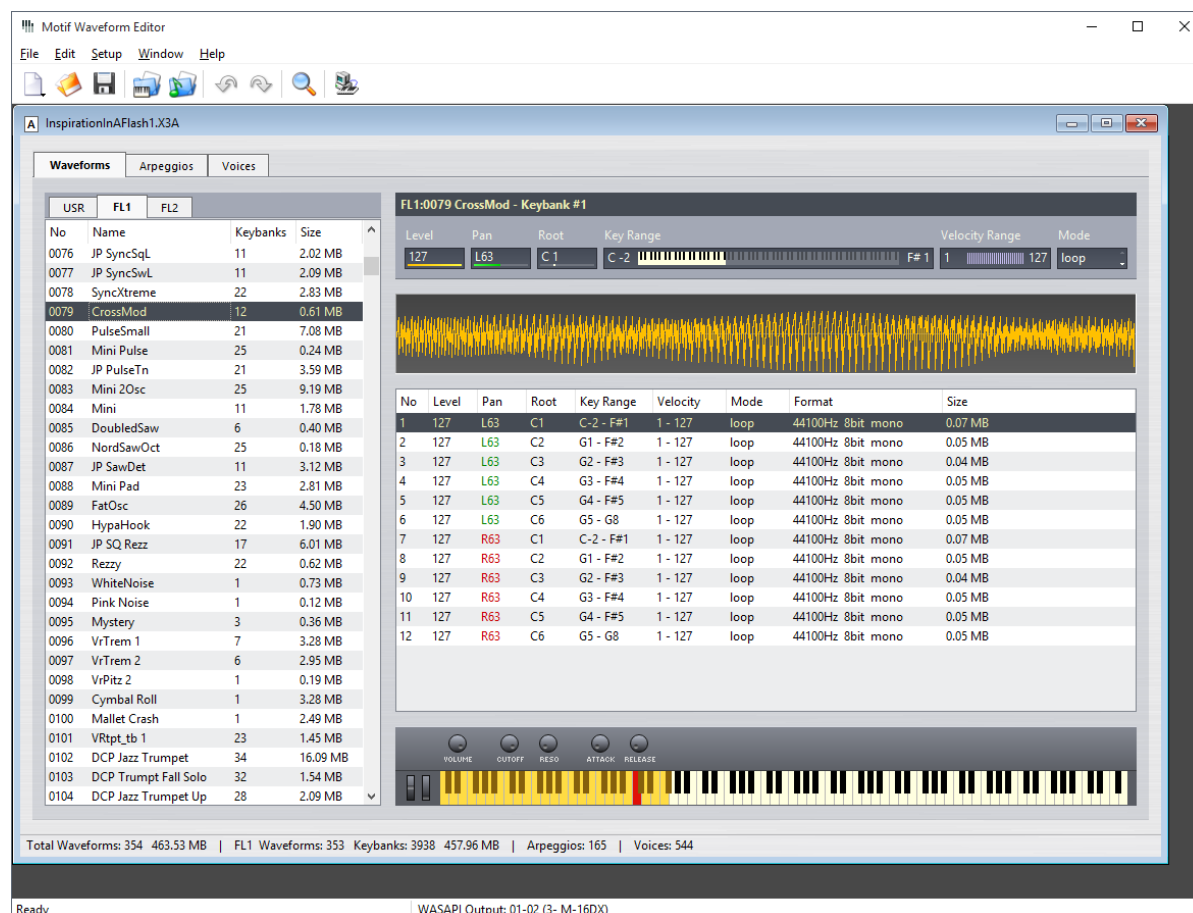 Motif Waveform Editor
File Edit Setup Window Help
A InspirationInAFlash1.X3A
Waveforms Arpeggios Voices
USR FL1 FL2
No Name Keybanks Size
0076 JP SyncSqL 11 2.02 MB
0077 JP SyncSwL 11 2.09 MB
0078 SyncXtreme 22 2.83 MB
0079 CrossMod 12 0.61 MB
0080 PulseSmall 21 7.08 MB
0081 Mini Pulse 25 0.24 MB
0082 JP PulseTn 21 3.59 MB
0083 Mini 2Osc 25 9.19 MB
0084 Mini 11 1.78 MB
0085 DoubledSaw 6 0.40 MB
0086 NordSawOct 25 0.18 MB
0087 JP SawDet 11 3.12 MB
0088 Mini Pad 23 2.81 MB
0089 FatOsc 26 4.50 MB
0090 HypaHook 22 1.90 MB
0091 JP SQ Rezz 17 6.01 MB
0092 Rezzy 22 0.62 MB
0093 WhiteNoise 1 0.73 MB
0094 Pink Noise 1 0.12 MB
0095 Mystery 3 0.36 MB
0096 VrTrem 1 7 3.28 MB
0097 VrTrem 2 6 2.95 MB
0098 VrPitz 2 1 0.19 MB
0099 Cymbal Roll 1 3.28 MB
0100 Mallet Crash 1 2.49 MB
0101 VRtpt_tb 1 23 1.45 MB
0102 DCP Jazz Trumpet 34 16.09 MB
0103 DCP Trumpt Fall Solo 32 1.54 MB
0104 DCP Jazz Trumpet Up 28 2.09 MB
FL1:0079 CrossMod - Keybank #1
Level Pan Root Key Range Velocity Range Mode
127 L63 C 1 C -2 F# 1 1 127 loop
No Level Pan Root Key Range Velocity Mode Format Size
1 127 L63 C1 C-2 - F#1 1 - 127 loop 44100Hz 8bit mono 0.07 MB
2 127 L63 C2 G1 - F#2 1 - 127 loop 44100Hz 8bit mono 0.05 MB
3 127 L63 C3 G2 - F#3 1 - 127 loop 44100Hz 8bit mono 0.04 MB
4 127 L63 C4 G3 - F#4 1 - 127 loop 44100Hz 8bit mono 0.05 MB
5 127 L63 C5 G4 - F#5 1 - 127 loop 44100Hz 8bit mono 0.05 MB
6 127 L63 C6 G5 - G8 1 - 127 loop 44100Hz 8bit mono 0.05 MB
7 127 R63 C1 C-2 - F#1 1 - 127 loop 44100Hz 8bit mono 0.07 MB
8 127 R63 C2 G1 - F#2 1 - 127 loop 44100Hz 8bit mono 0.05 MB
9 127 R63 C3 G2 - F#3 1 - 127 loop 44100Hz 8bit mono 0.04 MB
10 127 R63 C4 G3 - F#4 1 - 127 loop 44100Hz 8bit mono 0.05 MB
11 127 R63 C5 G4 - F#5 1 - 127 loop 44100Hz 8bit mono 0.05 MB
12 127 R63 C6 G5 - G8 1 - 127 loop 44100Hz 8bit mono 0.05 MB
VOLUME CUTOFF RESO ATTACK RELEASE
Total Waveforms: 354 463.53 MB | FL1 Waveforms: 353 Keybanks: 3938 457.96 MB | Arpeggios: 165 | Voices: 544
Ready WASAPI Output: 01-02 (3- M-16DX)